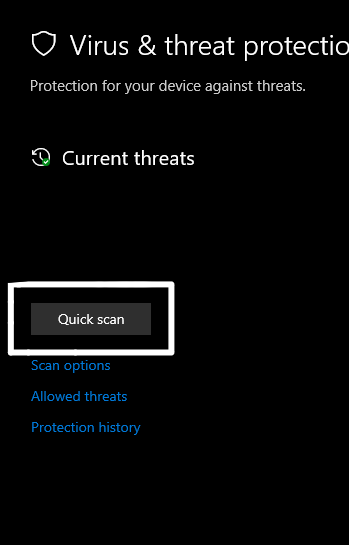 Virus & threat protectio
Protection for your device against threats.
Current threats
Quick scan
Scan options
Allowed threats
Protection history